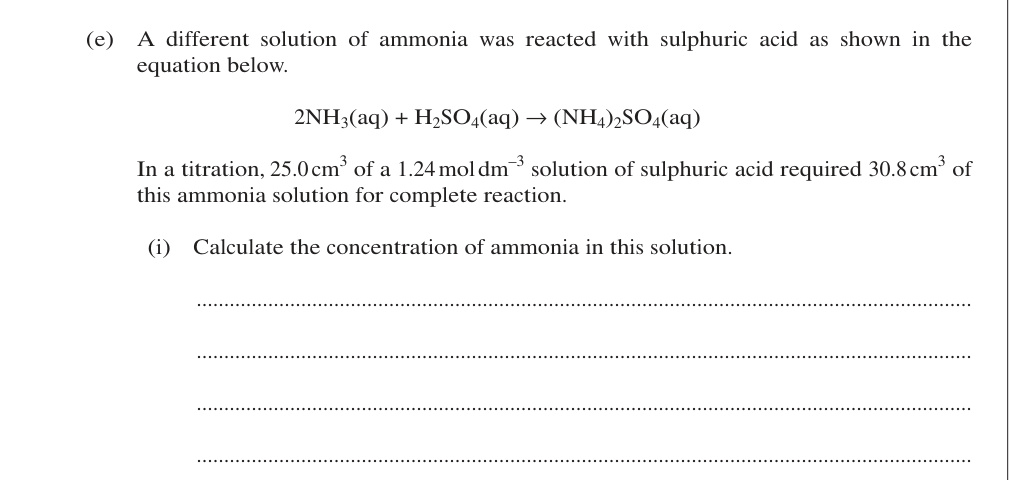 (e) A different solution of ammonia was reacted with sulphuric acid as shown in the
equation below.
2NH₃(aq) + H₂SO₄(aq) → (NH₄)₂SO₄(aq)
In a titration, 25.0 cm³ of a 1.24 mol dm⁻³ solution of sulphuric acid required 30.8 cm³ of
this ammonia solution for complete reaction.
(i) Calculate the concentration of ammonia in this solution.